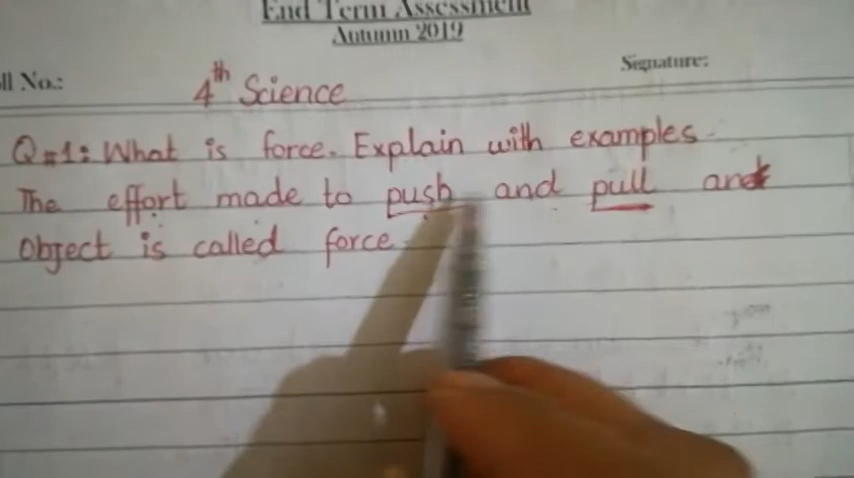 End Term Assessment
Autumn 2019
ll No.: Signature:
4th Science
Q#1: What is force. Explain with examples.
The effort made to push and pull an
object is called force.